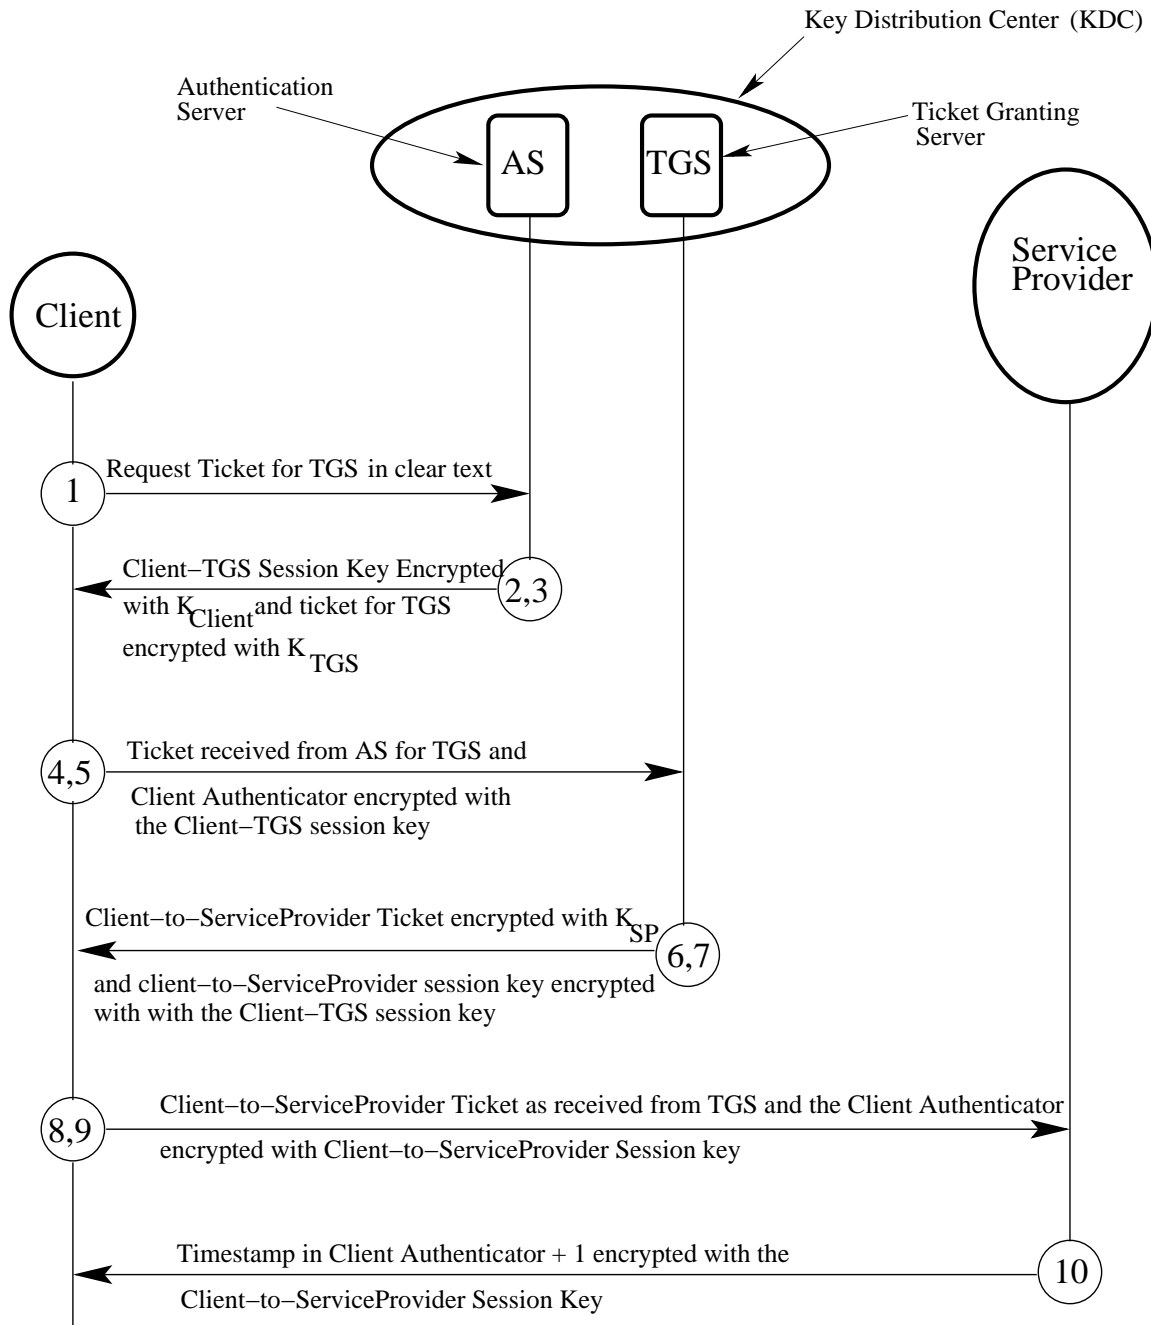 Key Distribution Center (KDC)
Authentication
Server
Ticket Granting
Server
AS
TGS
Service
Provider
Client
Request Ticket for TGS in clear text
1
Client–TGS Session Key Encrypted
2,3
with K Client and ticket for TGS
encrypted with K TGS
Ticket received from AS for TGS and
4,5
Client Authenticator encrypted with
the Client–TGS session key
Client–to–ServiceProvider Ticket encrypted with K SP
6,7
and client–to–ServiceProvider session key encrypted
with with the Client–TGS session key
Client–to–ServiceProvider Ticket as received from TGS and the Client Authenticator
8,9
encrypted with Client–to–ServiceProvider Session key
Timestamp in Client Authenticator + 1 encrypted with the
10
Client–to–ServiceProvider Session Key